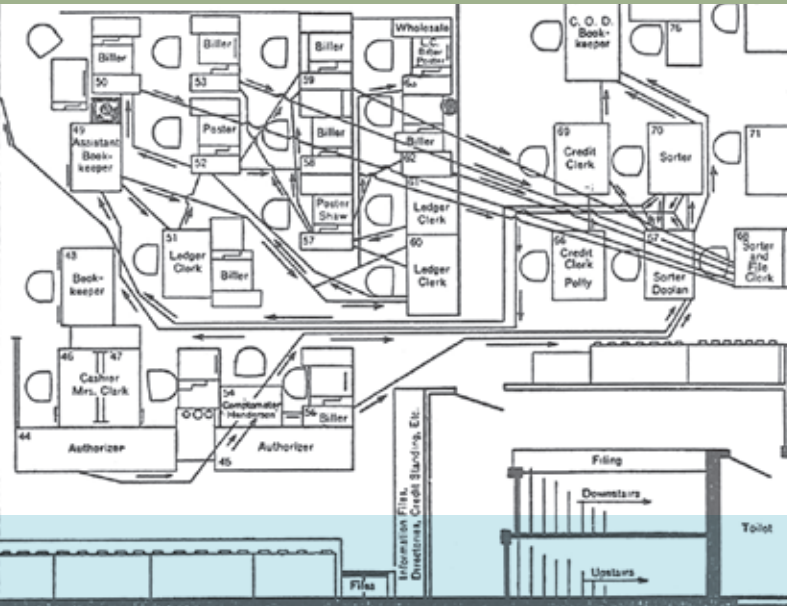 Wholesale
C. O. D.
Book-
keeper
76
Biller
50
Biller
53
Biller
59
L.C.
Biller
Poster
49
Assistant
Book-
keeper
Poster
52
Biller
58
Biller
62
69
Credit
Clerk
70
Sorter
71
61
Ledger
Clerk
Poster
Shaw
57
51
Ledger
Clerk
Biller
60
Ledger
Clerk
66
Credit
Clerk
Polly
67
Sorter
Doolan
68
Sorter
and
File
Clerk
48
Book-
keeper
46
47
Cashier
Mrs. Clark
54
Comptometer
Henderson
56
Biller
44
Authorizer
45
Authorizer
Information Files,
Directories, Credit Standing, Etc.
Filing
Downstairs
Upstairs
Toilet
Files